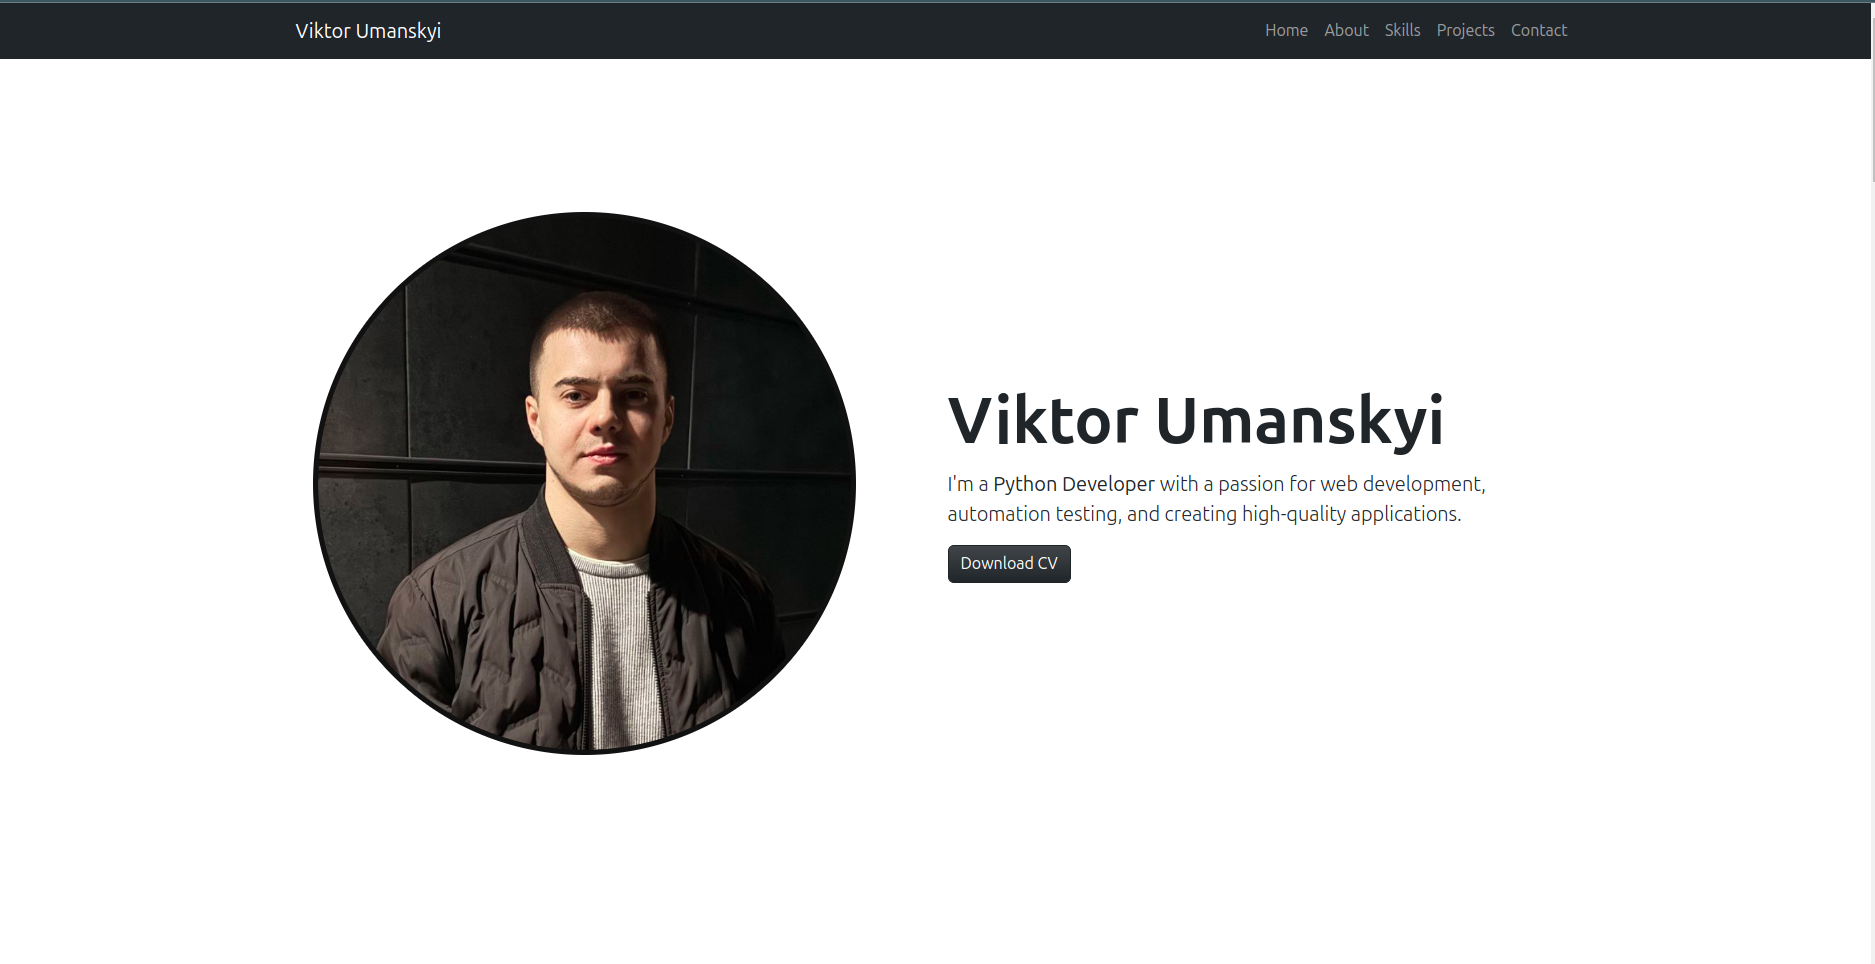 Viktor Umanskyi
Home About Skills Projects Contact
Viktor Umanskyi
I'm a Python Developer with a passion for web development,
automation testing, and creating high-quality applications.
Download CV